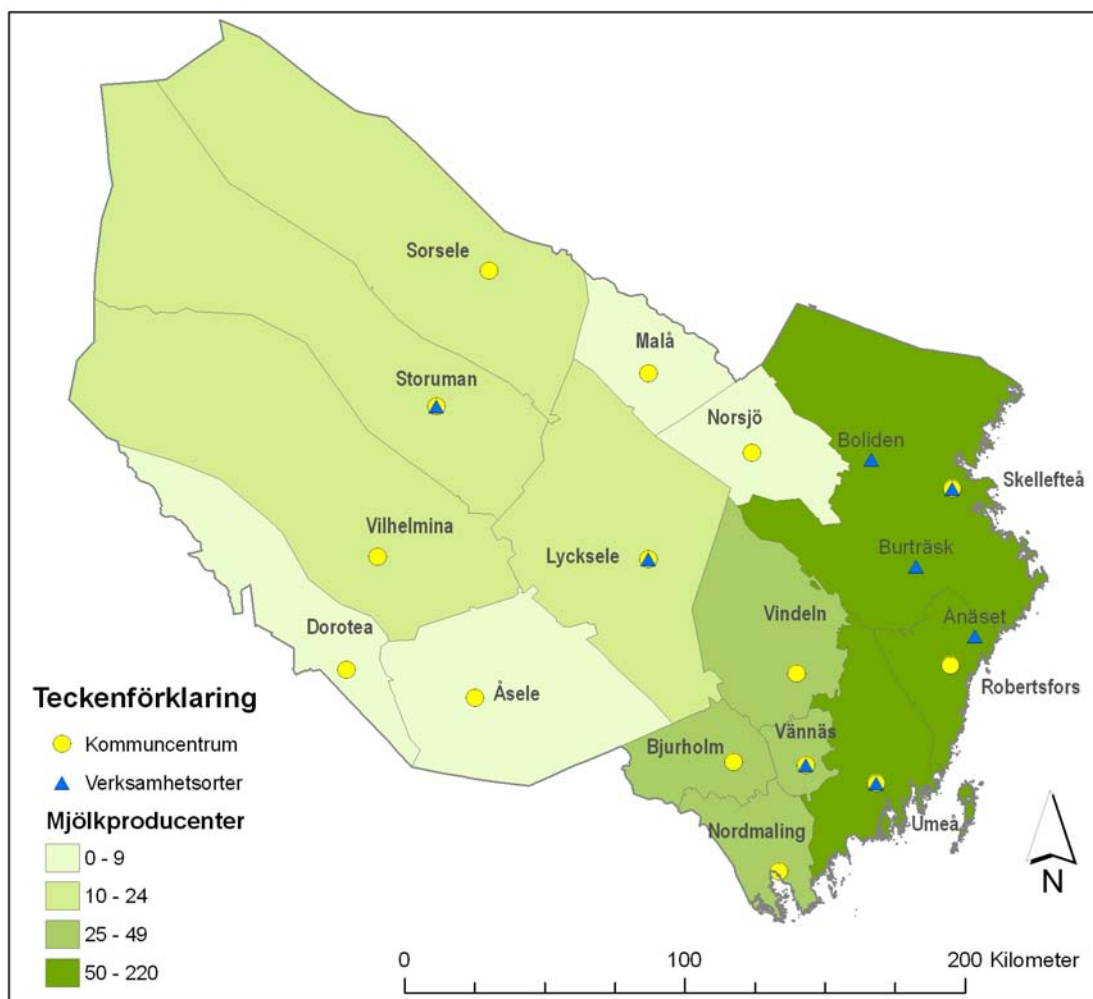 Sorsele
Malå
Storuman
Norsjö
Boliden
Skellefteå
Vilhelmina
Lycksele
Burträsk
Vindeln
Ånäset
Dorotea
Robertsfors
Åsele
Teckenförklaring
Kommuncentrum
Verksamhetsorter
Bjurholm
Vännäs
Nordmaling
Umeå
Mjölkproducenter
0 - 9
10 - 24
25 - 49
50 - 220
N
0 100 200 Kilometer